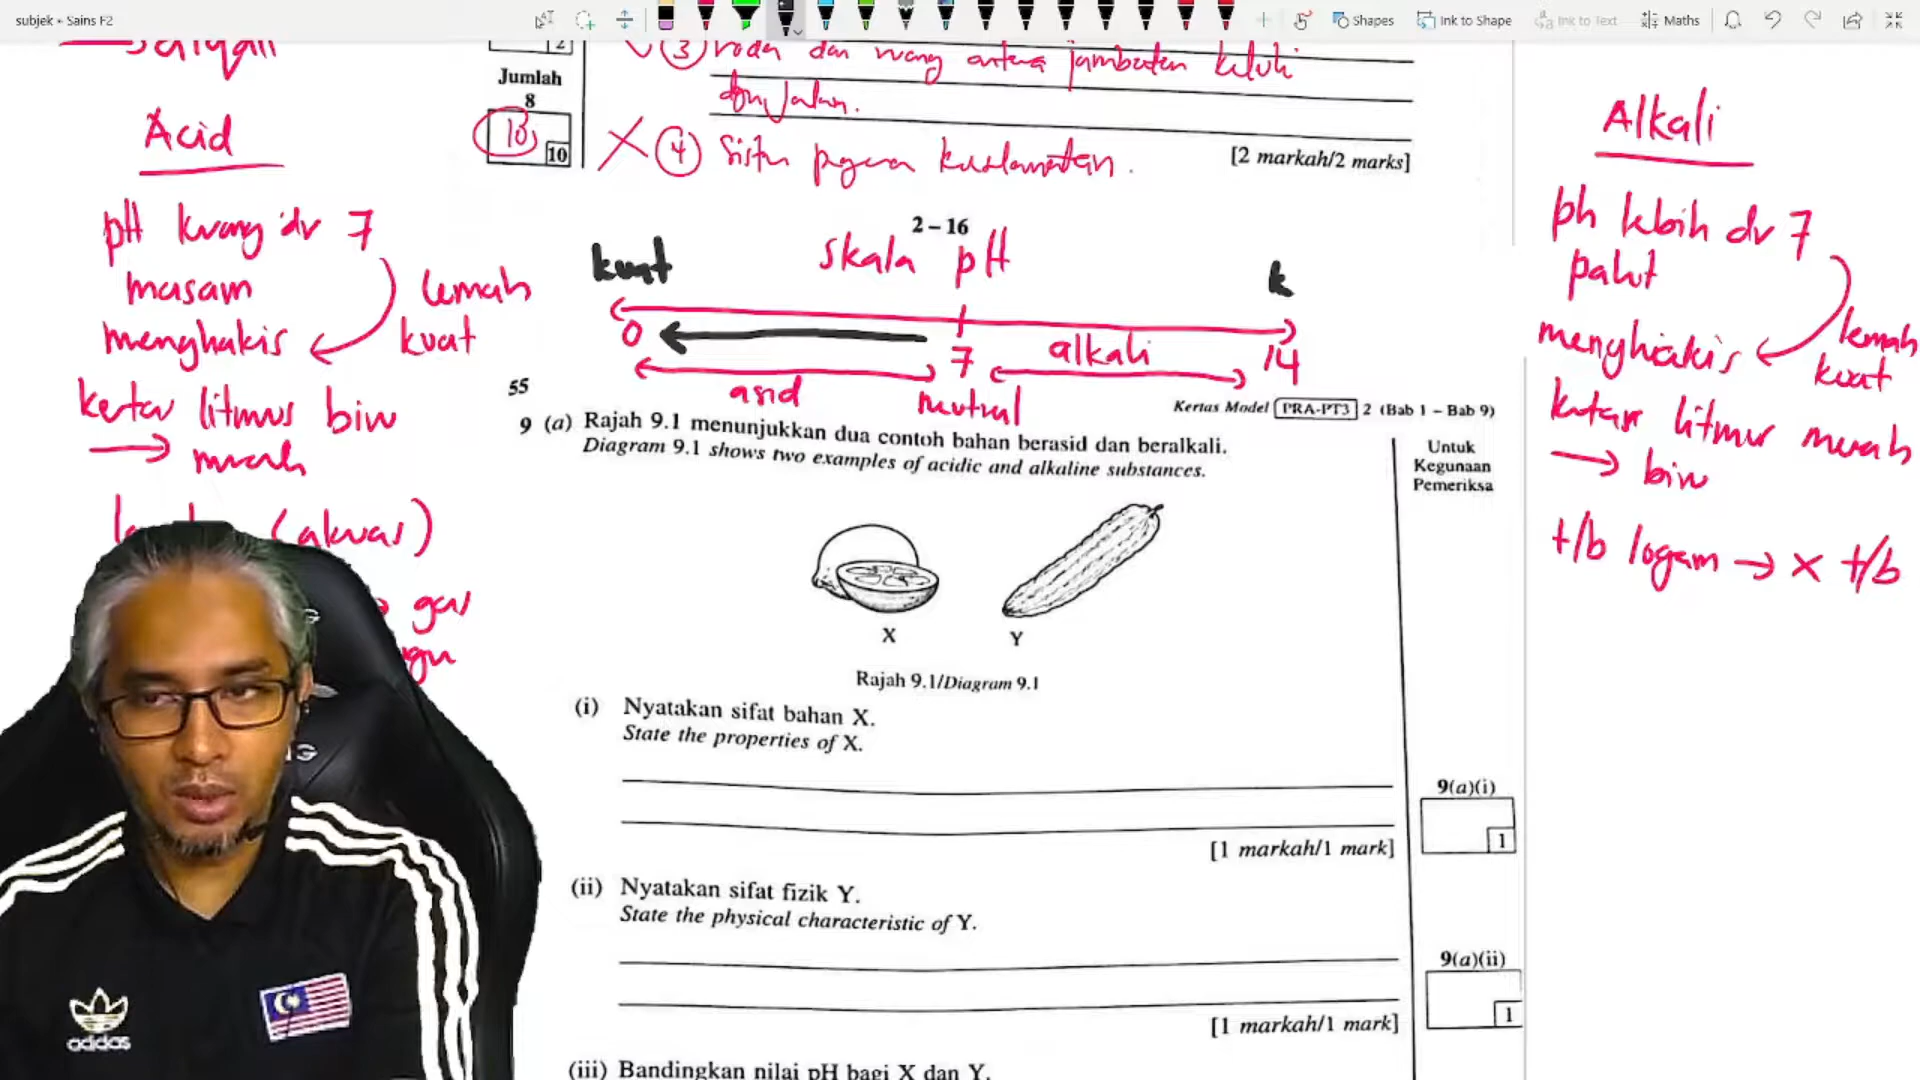 subjek • Sains F2
Shapes
Ink to Shape
Ink to Text
Maths
Jumlah
8
10
10
③ roda dan ruang antara jambatan keluli
dan Jalan.
X ④
[2 markah/2 marks]
Acid
pH kurang dr 7
masam
menghakis
lemah
kuat
kertas litmus biru
→ merah
(akuas)
→ gas
2 – 16
skala pH
kuat
k
0
7
14
asid
neutral
alkali
Alkali
ph lebih dr 7
pahit
menghakis
lemah
kuat
kertas litmus merah
→ biru
t/b logam → x t/b
55
Kertas Model PRA-PT3 2 (Bab 1 – Bab 9)
9 (a) Rajah 9.1 menunjukkan dua contoh bahan berasid dan beralkali.
Diagram 9.1 shows two examples of acidic and alkaline substances.
Untuk
Kegunaan
Pemeriksa
X
Y
Rajah 9.1/Diagram 9.1
(i) Nyatakan sifat bahan X.
State the properties of X.
9(a)(i)
1
[1 markah/1 mark]
(ii) Nyatakan sifat fizik Y.
State the physical characteristic of Y.
9(a)(ii)
1
[1 markah/1 mark]
(iii) Bandingkan nilai pH bagi X dan Y.
adidas